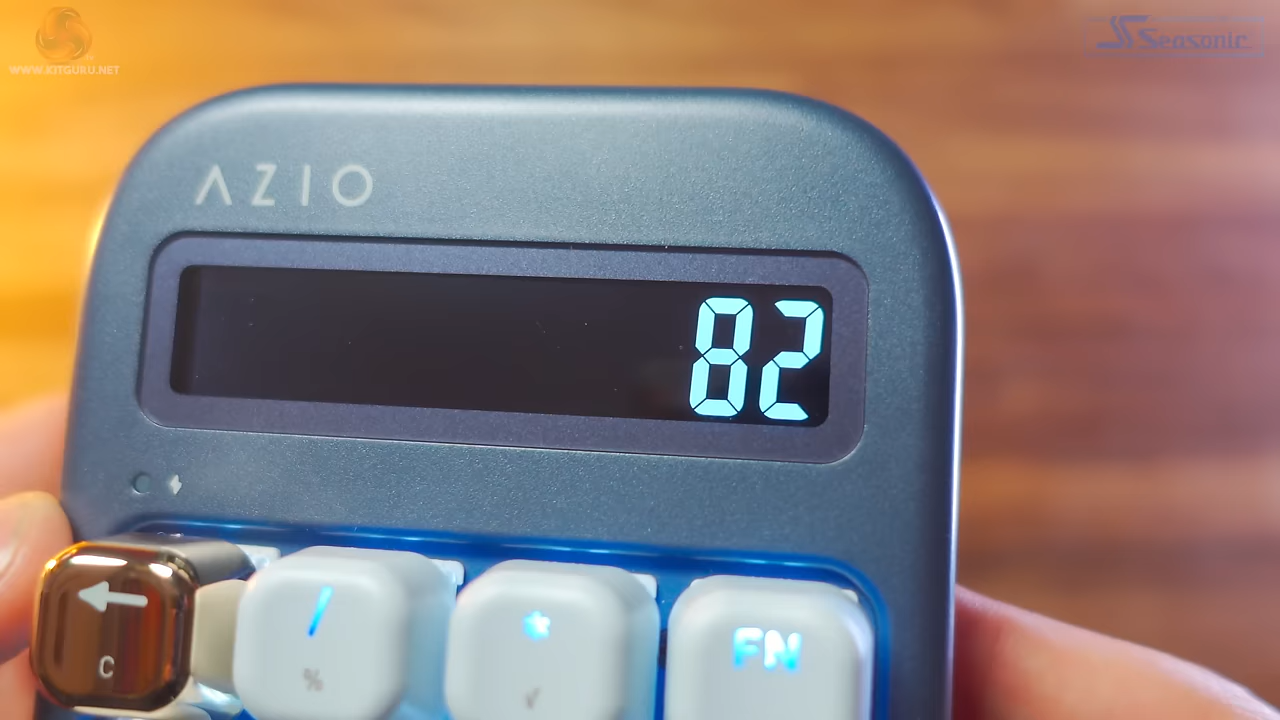 WWW.KITGURU.NET
Seasonic
AZIO
82
←
C
/
%
*
√
FN